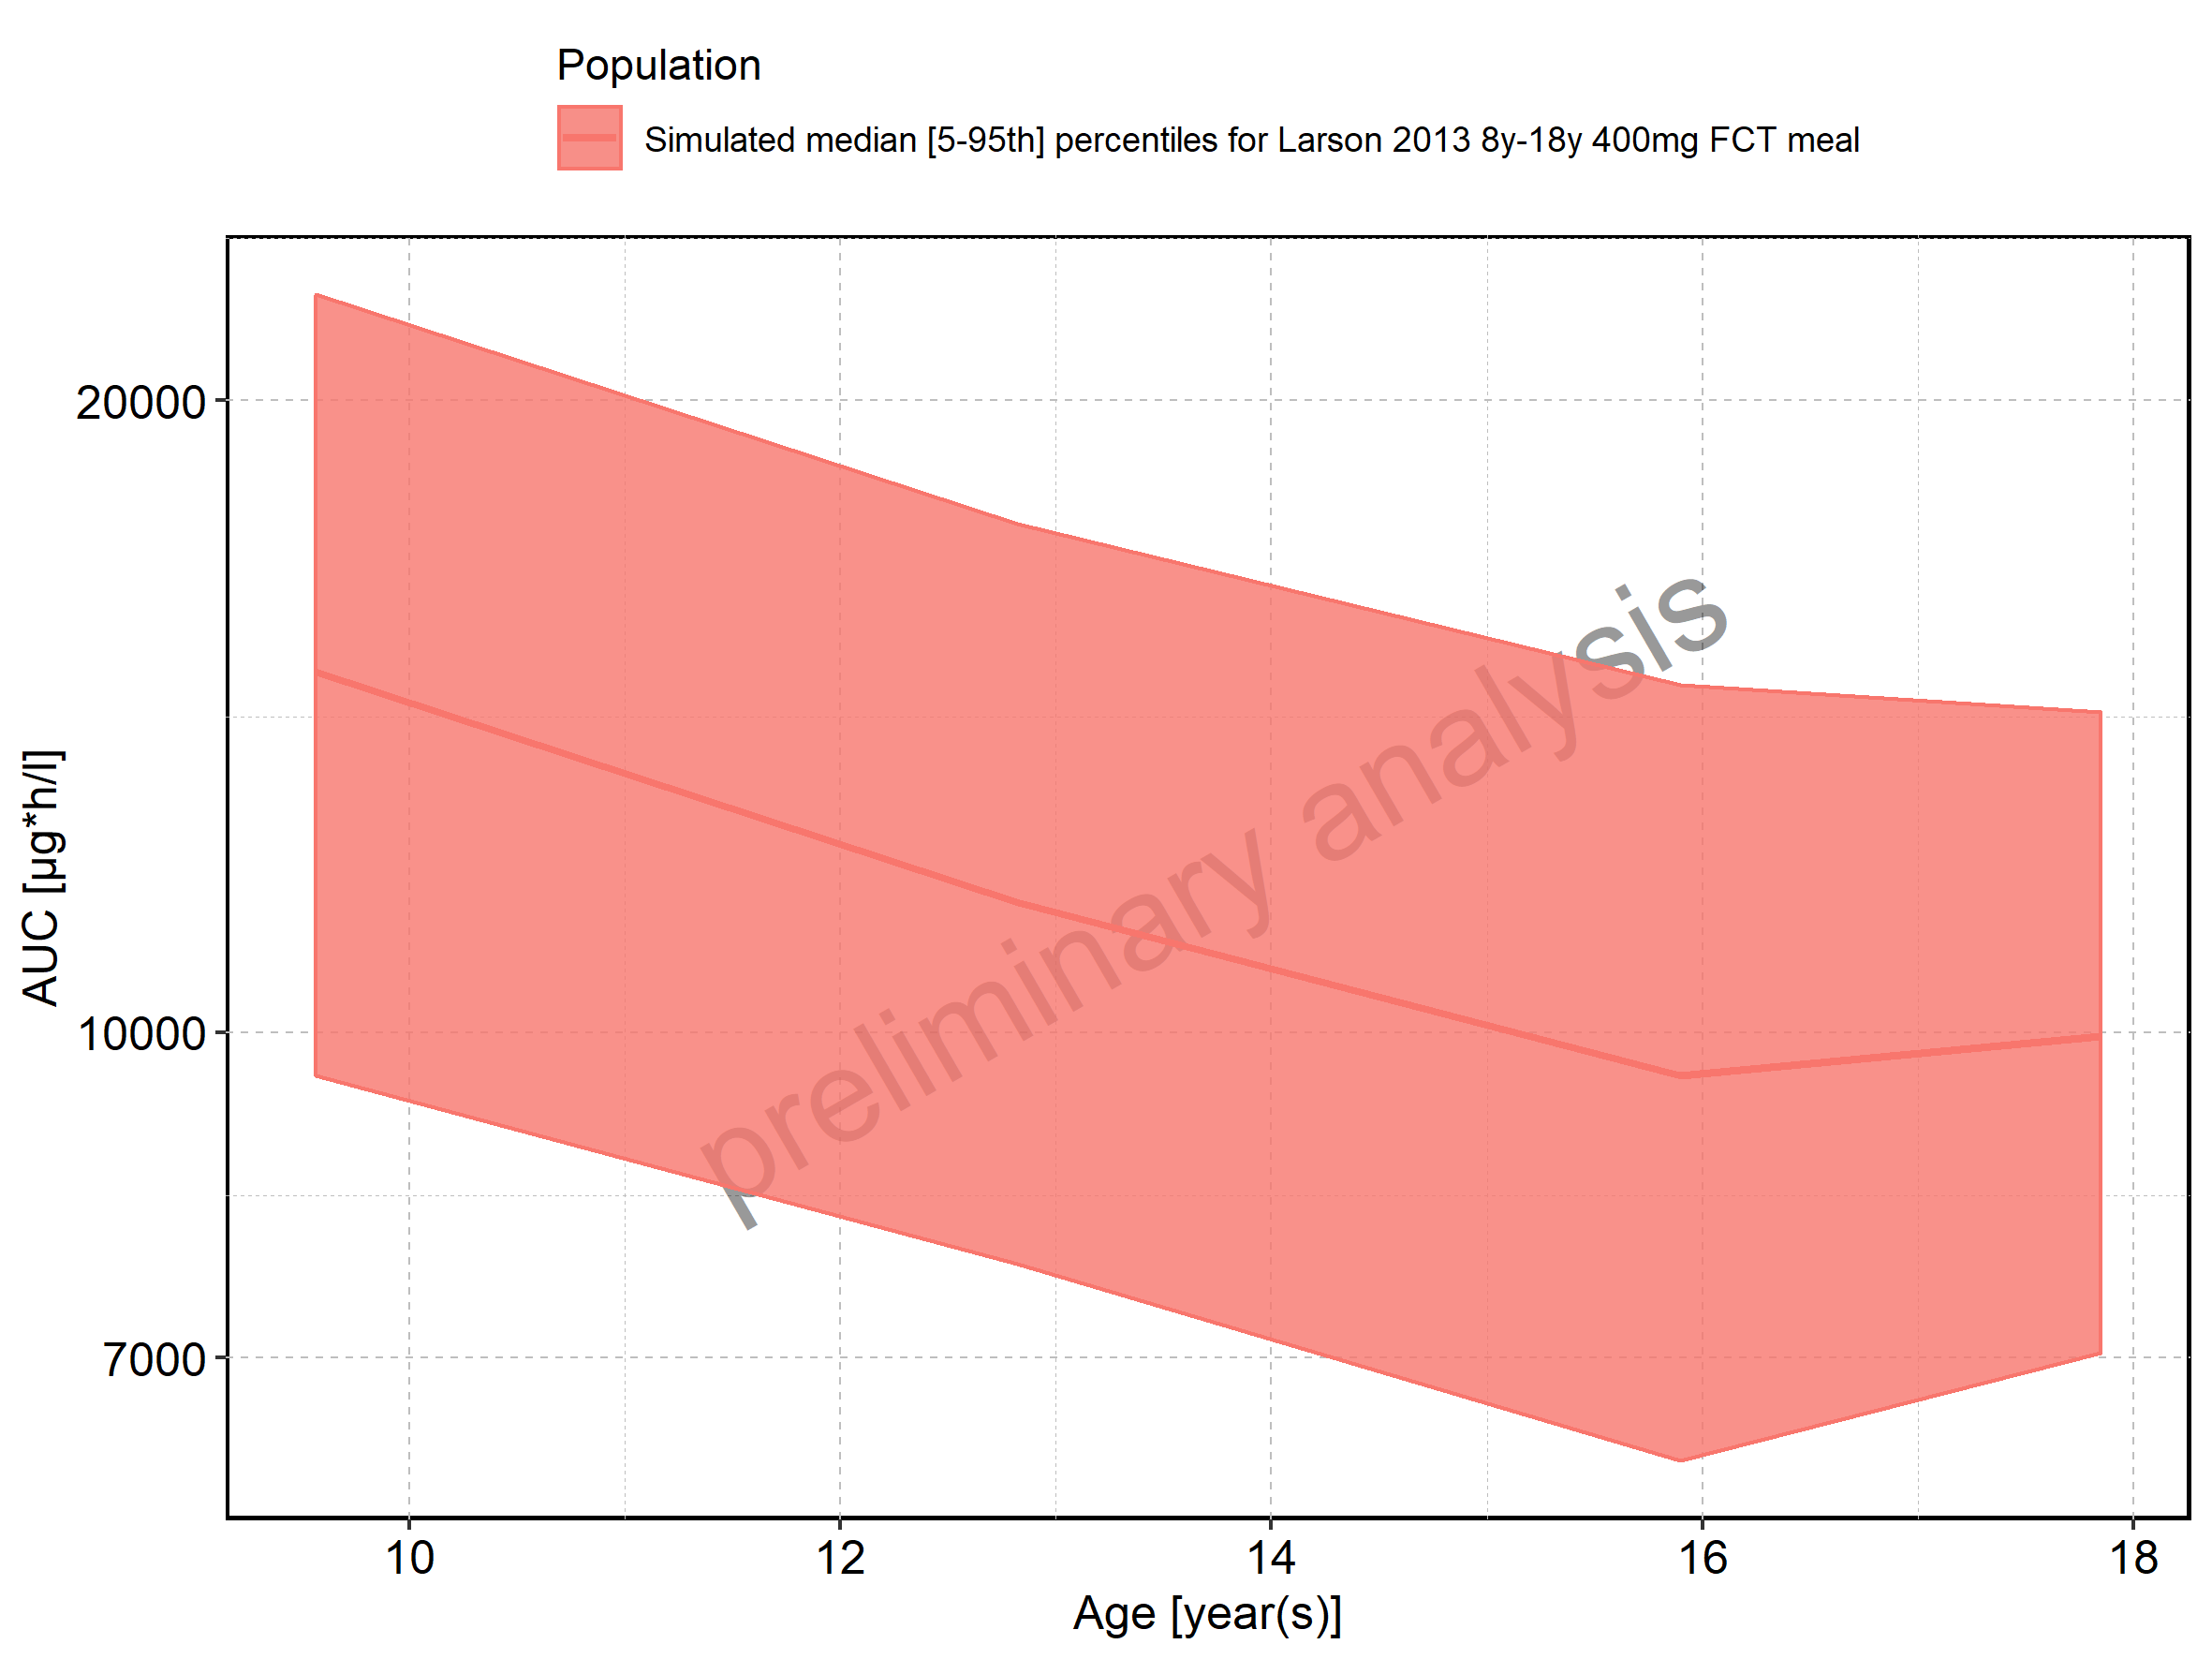 Population
Simulated median [5-95th] percentiles for Larson 2013 8y-18y 400mg FCT meal
20000
10000
7000
AUC [µg*h/l]
preliminary analysis
10 12 14 16 18
Age [year(s)]